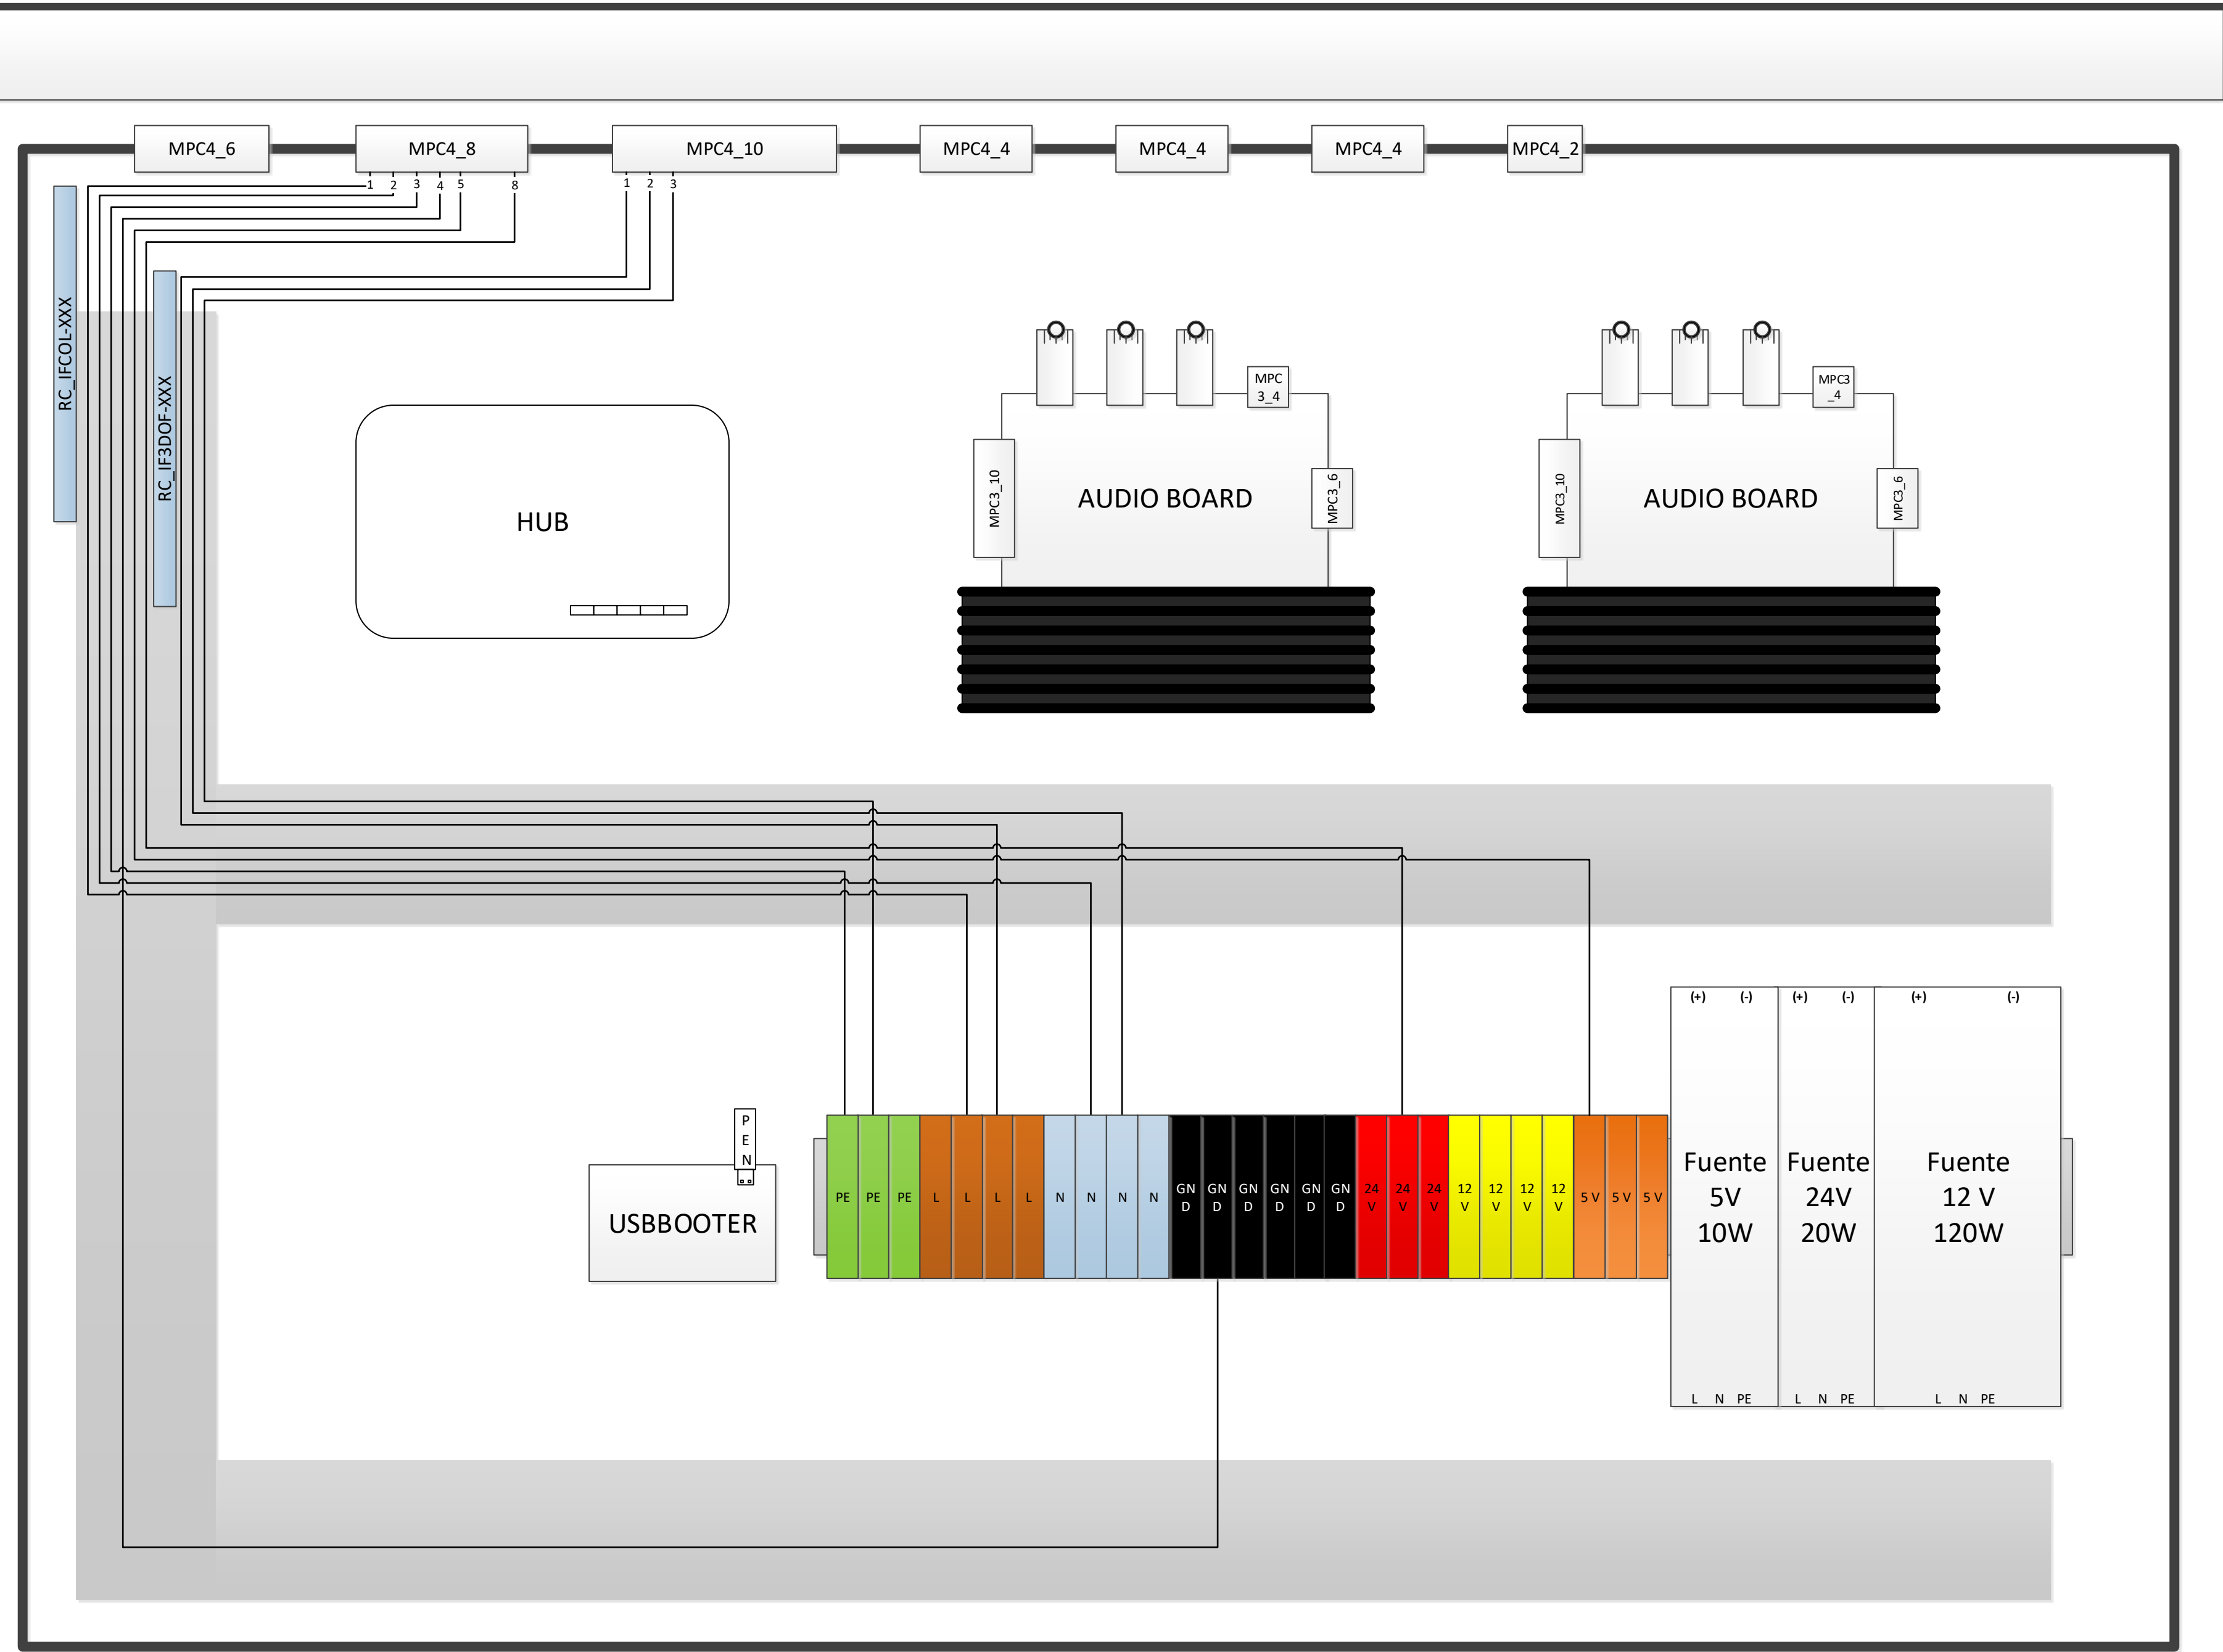 MPC4_6
MPC4_8
MPC4_10
MPC4_4
MPC4_4
MPC4_4
MPC4_2
1 2 3 4 5 8
1 2 3
RC_IFCOL-XXX
RC_IF3DOF-XXX
HUB
MPC
3_4
MPC3_10
AUDIO BOARD
MPC3_6
MPC3
_4
MPC3_10
AUDIO BOARD
MPC3_6
(+) (-)
(+) (-)
(+) (-)
P
E
N
USBBOOTER
PE PE PE L L L L N N N N
GN
D
GN
D
GN
D
GN
D
GN
D
GN
D
24
V
24
V
24
V
12
V
12
V
12
V
12
V
5 V 5 V 5 V
Fuente
5V
10W
Fuente
24V
20W
Fuente
12 V
120W
L N PE
L N PE
L N PE